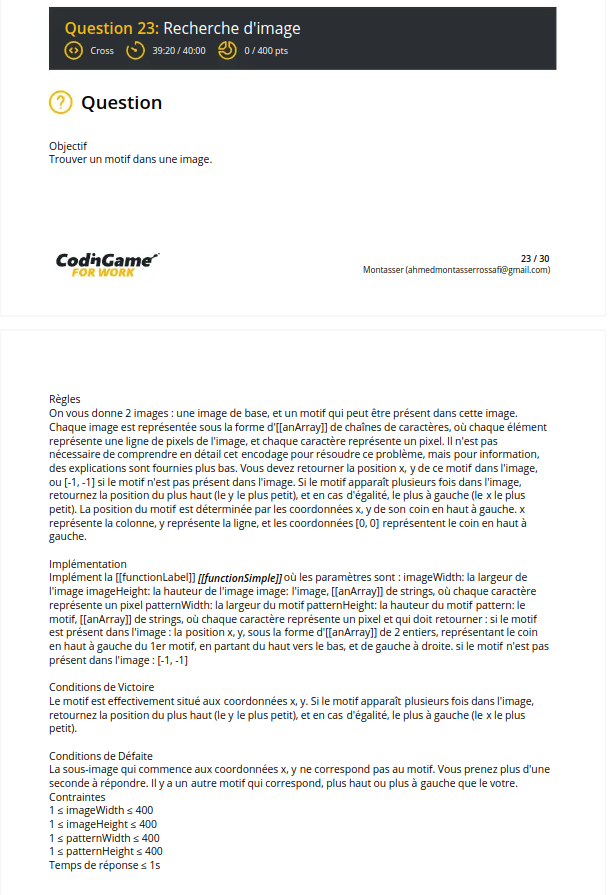 Question 23: Recherche d'image
Cross 39:20 / 40:00 0 / 400 pts
? Question
Objectif
Trouver un motif dans une image.
CodinGame
FOR WORK
23 / 30
Montasser (ahmedmontasserrossafi@gmail.com)
Règles
On vous donne 2 images : une image de base, et un motif qui peut être présent dans cette image.
Chaque image est représentée sous la forme d'[[anArray]] de chaînes de caractères, où chaque élément
représente une ligne de pixels de l'image, et chaque caractère représente un pixel. Il n'est pas
nécessaire de comprendre en détail cet encodage pour résoudre ce problème, mais pour information,
des explications sont fournies plus bas. Vous devez retourner la position x, y de ce motif dans l'image,
ou [-1, -1] si le motif n'est pas présent dans l'image. Si le motif apparaît plusieurs fois dans l'image,
retournez la position du plus haut (le y le plus petit), et en cas d'égalité, le plus à gauche (le x le plus
petit). La position du motif est déterminée par les coordonnées x, y de son coin en haut à gauche. x
représente la colonne, y représente la ligne, et les coordonnées [0, 0] représentent le coin en haut à
gauche.
Implémentation
Implément la [[functionLabel]] [[functionSimple]] où les paramètres sont : imageWidth: la largeur de
l'image imageHeight: la hauteur de l'image image: l'image, [[anArray]] de strings, où chaque caractère
représente un pixel patternWidth: la largeur du motif patternHeight: la hauteur du motif pattern: le
motif, [[anArray]] de strings, où chaque caractère représente un pixel et qui doit retourner : si le motif
est présent dans l'image : la position x, y, sous la forme d'[[anArray]] de 2 entiers, représentant le coin
en haut à gauche du 1er motif, en partant du haut vers le bas, et de gauche à droite. si le motif n'est pas
présent dans l'image : [-1, -1]
Conditions de Victoire
Le motif est effectivement situé aux coordonnées x, y. Si le motif apparaît plusieurs fois dans l'image,
retournez la position du plus haut (le y le plus petit), et en cas d'égalité, le plus à gauche (le x le plus
petit).
Conditions de Défaite
La sous-image qui commence aux coordonnées x, y ne correspond pas au motif. Vous prenez plus d'une
seconde à répondre. Il y a un autre motif qui correspond, plus haut ou plus à gauche que le votre.
Contraintes
1 ≤ imageWidth ≤ 400
1 ≤ imageHeight ≤ 400
1 ≤ patternWidth ≤ 400
1 ≤ patternHeight ≤ 400
Temps de réponse ≤ 1s